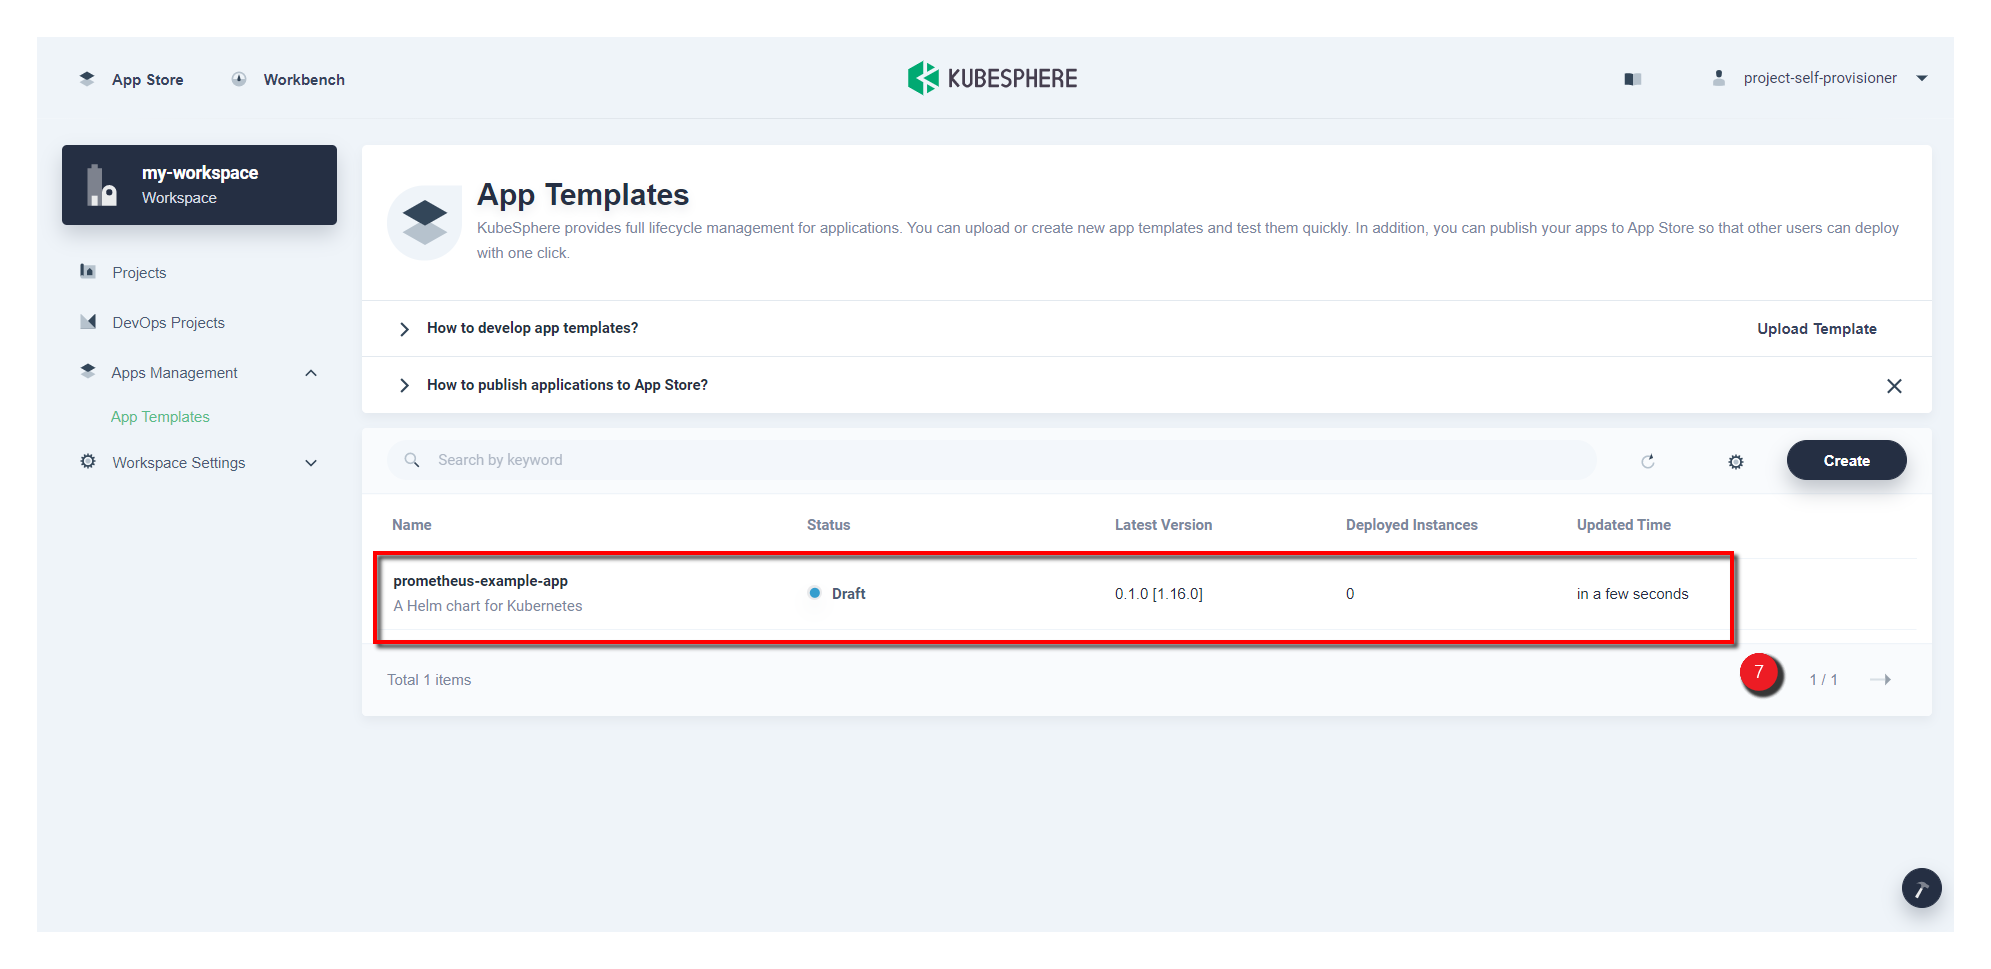 App Store
Workbench
KUBESPHERE
project-self-provisioner
my-workspace
Workspace
Projects
DevOps Projects
Apps Management
App Templates
Workspace Settings
App Templates
KubeSphere provides full lifecycle management for applications. You can upload or create new app templates and test them quickly. In addition, you can publish your apps to App Store so that other users can deploy
with one click.
How to develop app templates?
Upload Template
How to publish applications to App Store?
Search by keyword
Create
Name Status Latest Version Deployed Instances Updated Time
prometheus-example-app
A Helm chart for Kubernetes
Draft
0.1.0 [1.16.0]
0
in a few seconds
Total 1 items
7
1 / 1